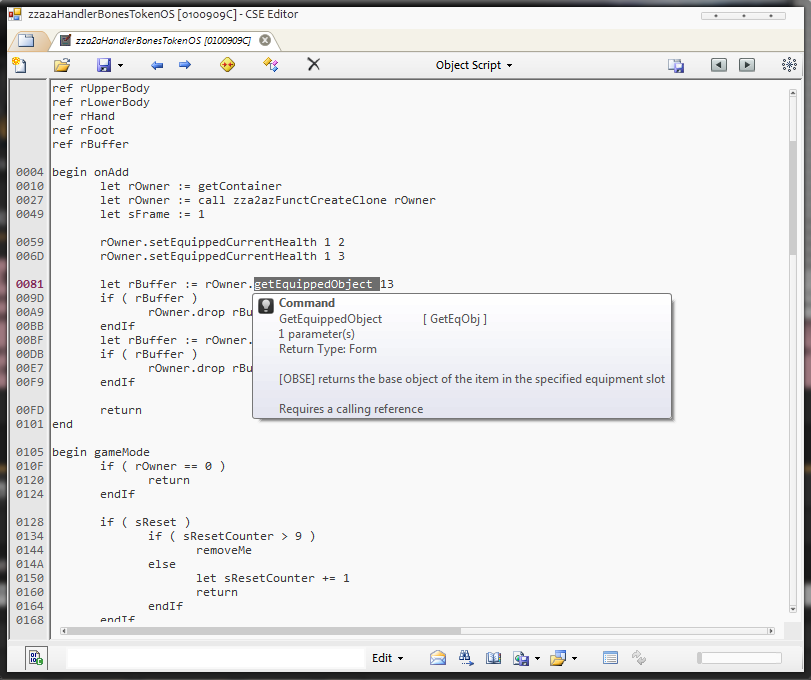 zza2aHandlerBonesTokenOS [0100909C] - CSE Editor
zza2aHandlerBonesTokenOS [0100909C]
Object Script
ref rUpperBody
ref rLowerBody
ref rHand
ref rFoot
ref rBuffer
0004 begin onAdd
0010 let rOwner := getContainer
0027 let rOwner := call zza2azFunctCreateClone rOwner
0049 let sFrame := 1
0059 rOwner.setEquippedCurrentHealth 1 2
006D rOwner.setEquippedCurrentHealth 1 3
0081 let rBuffer := rOwner.getEquippedObject 13
009D if ( rBuffer )
00A9 rOwner.drop rBu
00BB endIf
00BF let rBuffer := rOwner.
00DB if ( rBuffer )
00E7 rOwner.drop rBu
00F9 endIf
Command
GetEquippedObject [ GetEqObj ]
1 parameter(s)
Return Type: Form
[OBSE] returns the base object of the item in the specified equipment slot
Requires a calling reference
00FD return
0101 end
0105 begin gameMode
010F if ( rOwner == 0 )
0120 return
0124 endIf
0128 if ( sReset )
0134 if ( sResetCounter > 9 )
0144 removeMe
014A else
0150 let sResetCounter += 1
0160 return
0164 endIf
0168 endIf
Edit